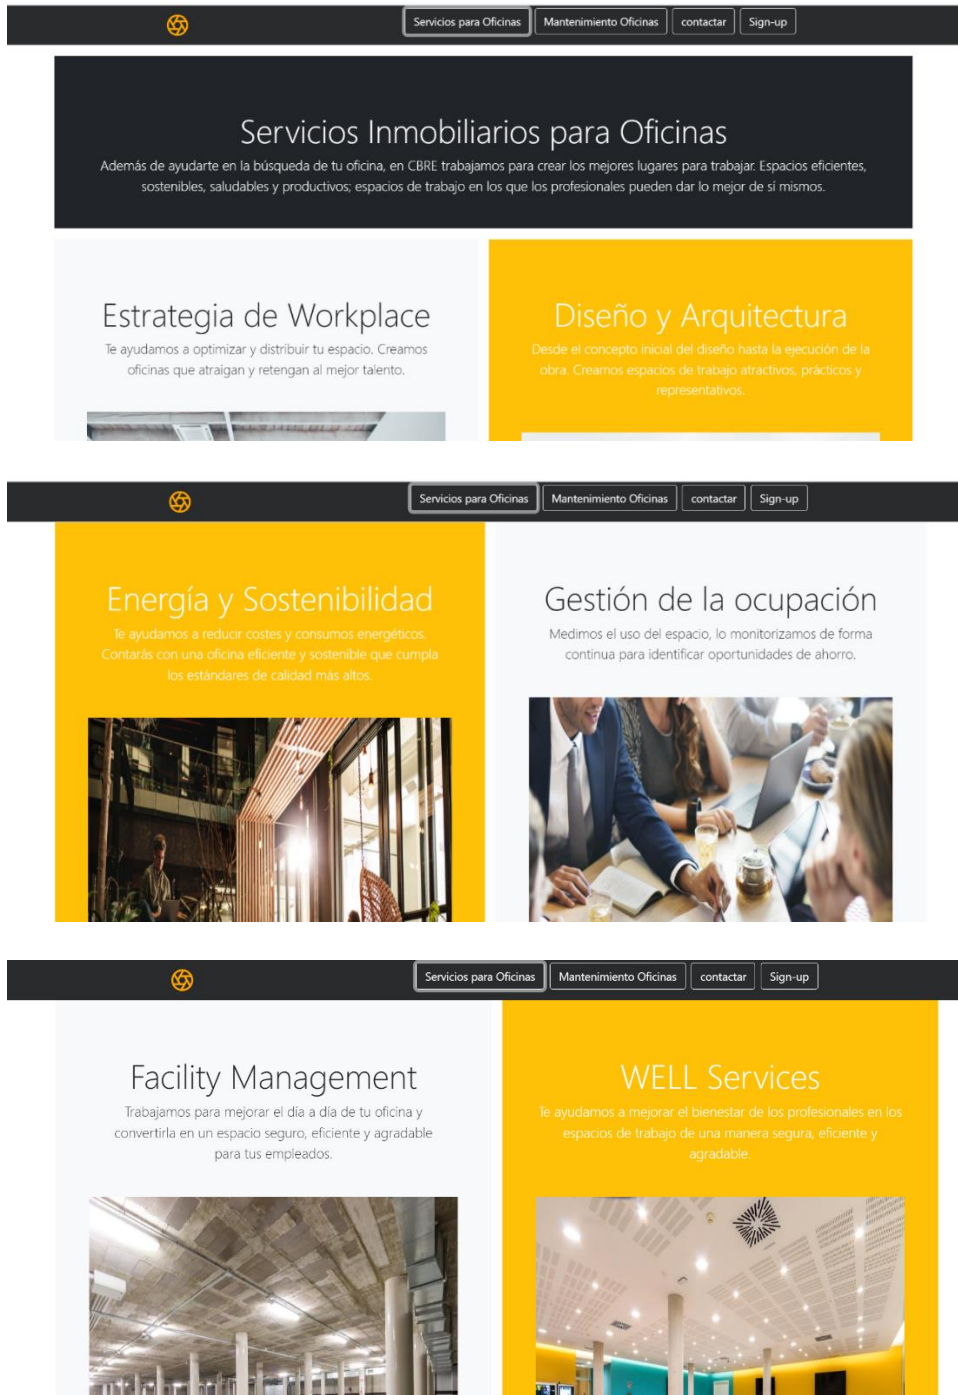 Servicios para Oficinas
Mantenimiento Oficinas
contactar
Sign-up
Servicios Inmobiliarios para Oficinas
Además de ayudarte en la búsqueda de tu oficina, en CBRE trabajamos para crear los mejores lugares para trabajar. Espacios eficientes,
sostenibles, saludables y productivos; espacios de trabajo en los que los profesionales pueden dar lo mejor de sí mismos.
Estrategia de Workplace
Te ayudamos a optimizar y distribuir tu espacio. Creamos
oficinas que atraigan y retengan al mejor talento.
Diseño y Arquitectura
Desde el concepto inicial del diseño hasta la ejecución de la
obra. Creamos espacios de trabajo atractivos, prácticos y
representativos.
Servicios para Oficinas
Mantenimiento Oficinas
contactar
Sign-up
Energía y Sostenibilidad
Te ayudamos a reducir costes y consumos energéticos.
Contarás con una oficina eficiente y sostenible que cumpla
los estándares de calidad más altos.
Gestión de la ocupación
Medimos el uso del espacio, lo monitorizamos de forma
continua para identificar oportunidades de ahorro.
Servicios para Oficinas
Mantenimiento Oficinas
contactar
Sign-up
Facility Management
Trabajamos para mejorar el día a día de tu oficina y
convertirla en un espacio seguro, eficiente y agradable
para tus empleados.
WELL Services
Te ayudamos a mejorar el bienestar de los profesionales en los
espacios de trabajo de una manera segura, eficiente y
agradable.